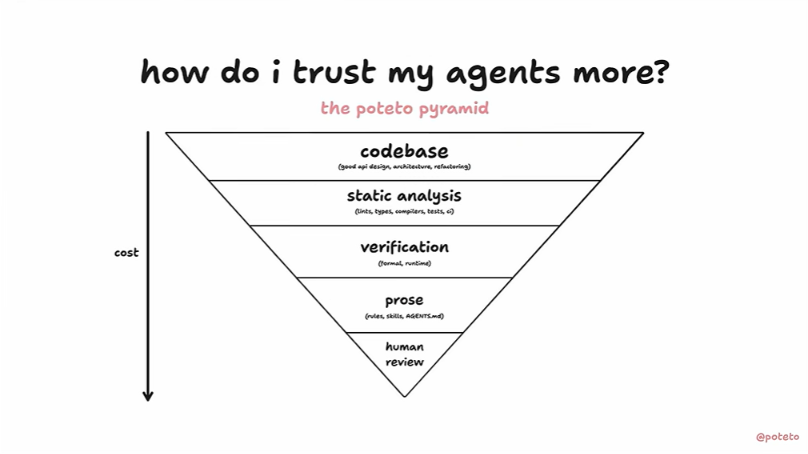 how do i trust my agents more?
the poteto pyramid
codebase
(good api design, architecture, refactoring)
static analysis
(lints, types, compilers, tests, ci)
cost
verification
(formal, runtime)
prose
(rules, skills, AGENTS.md)
human
review
@poteto